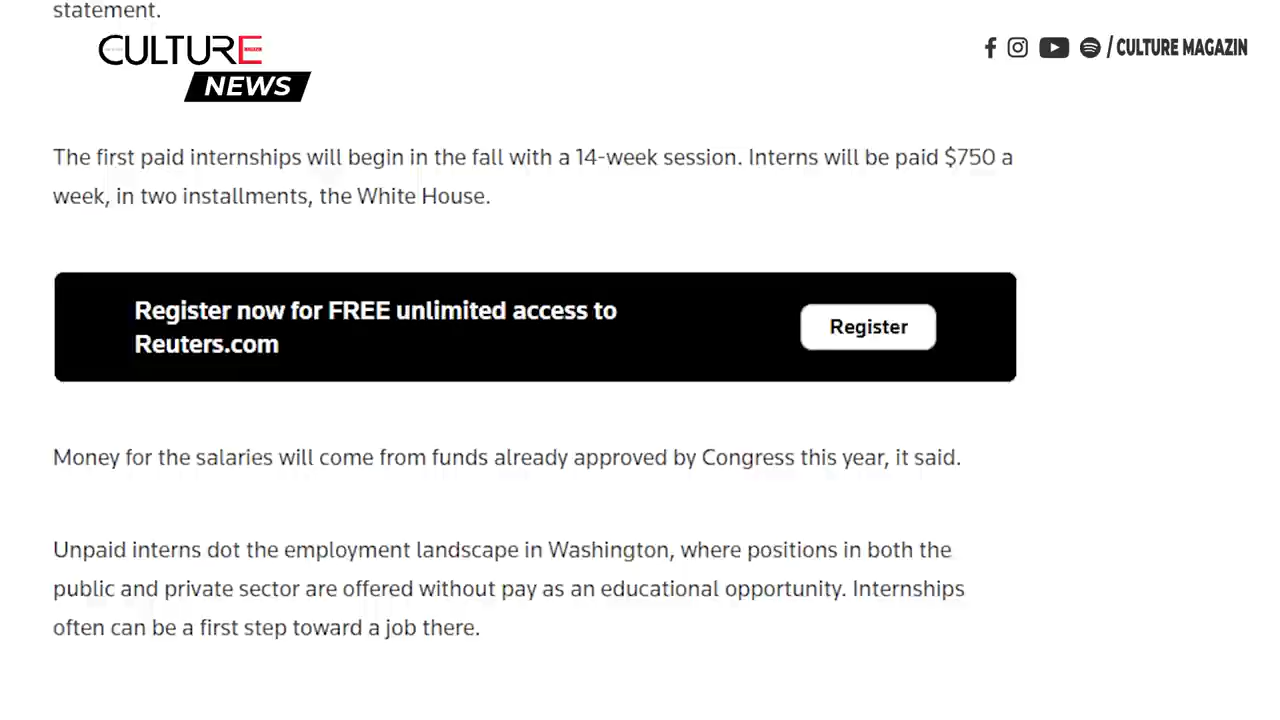 statement.
CULTURE
NEWS
/ CULTURE MAGAZIN
The first paid internships will begin in the fall with a 14-week session. Interns will be paid $750 a
week, in two installments, the White House.
Register now for FREE unlimited access to
Reuters.com
Register
Money for the salaries will come from funds already approved by Congress this year, it said.
Unpaid interns dot the employment landscape in Washington, where positions in both the
public and private sector are offered without pay as an educational opportunity. Internships
often can be a first step toward a job there.